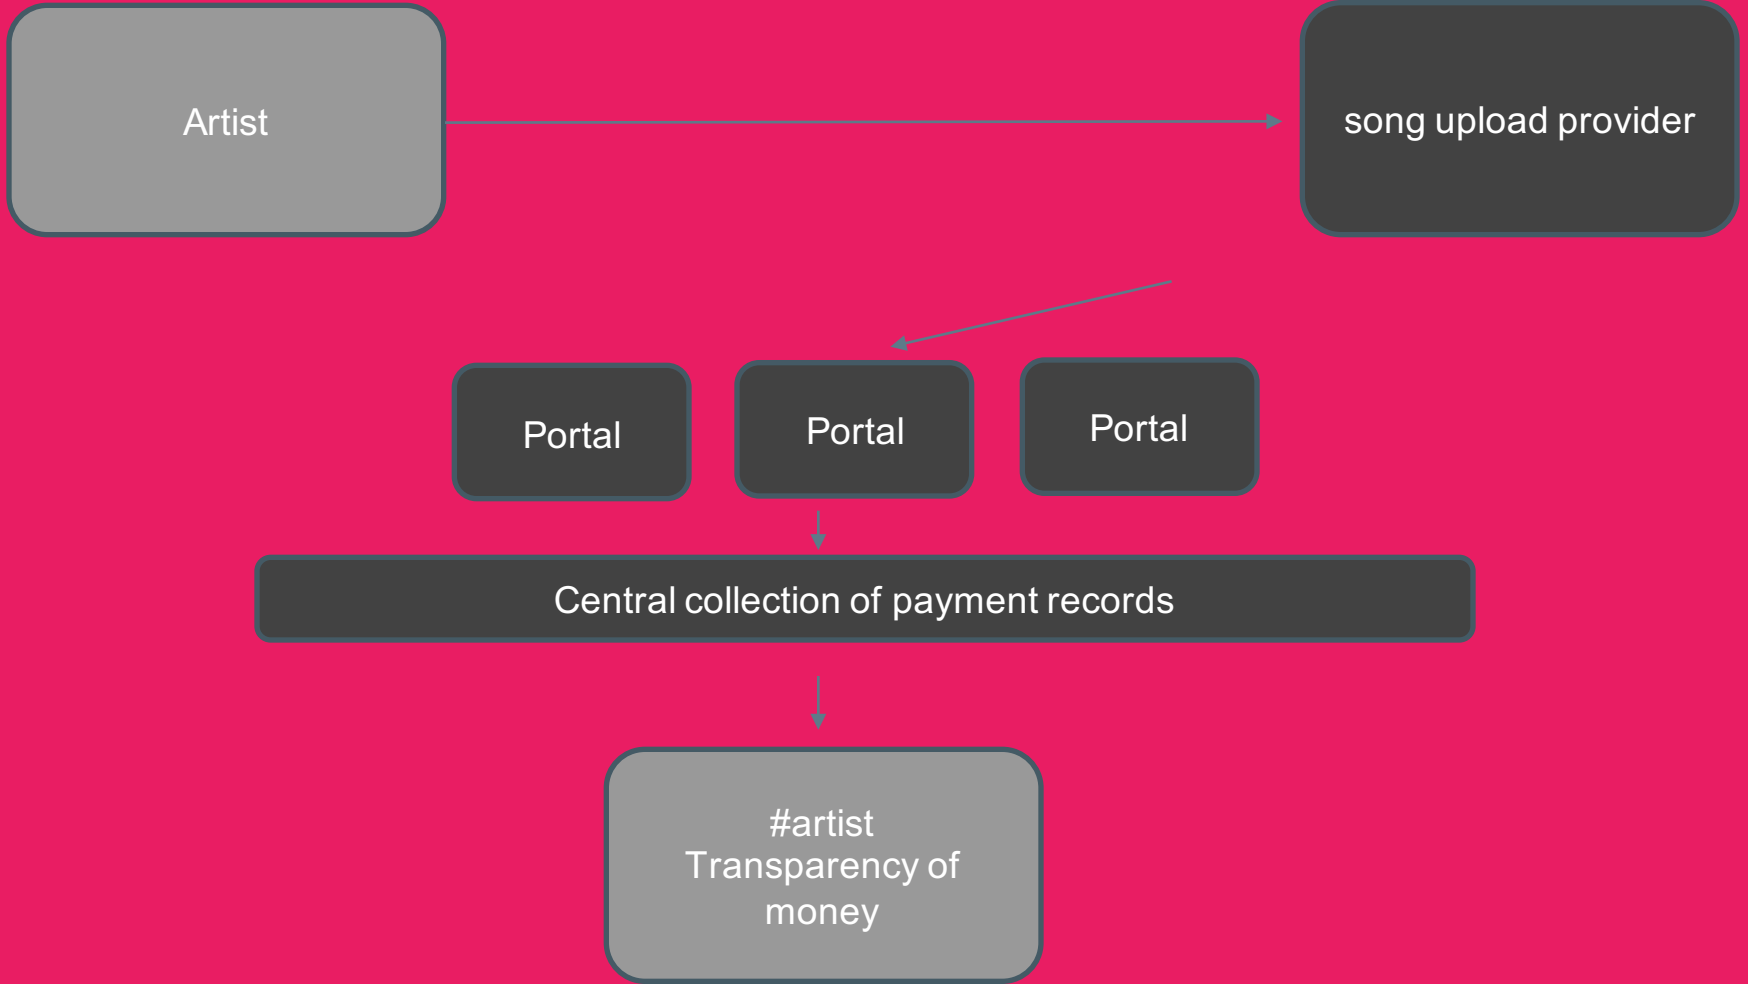 Artist
song upload provider
Portal
Portal
Portal
Central collection of payment records
#artist
Transparency of
money